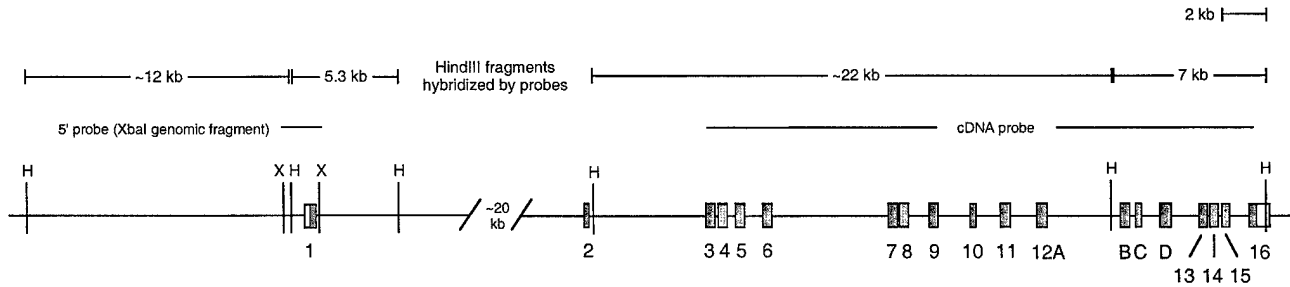 2 kb
~12 kb 5.3 kb HindIII fragments hybridized by probes ~22 kb 7 kb
5' probe (XbaI genomic fragment) cDNA probe
H X H X H H H H
~20 kb
1 2 3 4 5 6 7 8 9 10 11 12A B C D 16
13 14 15